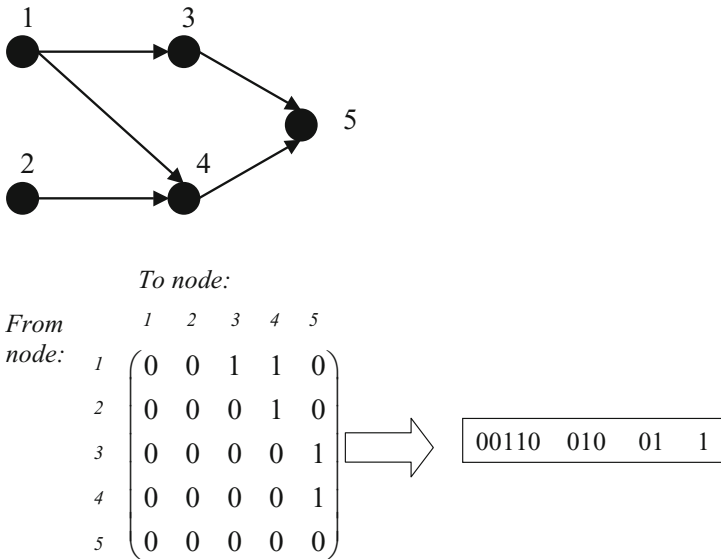 1 3
5
2 4
To node:
From node:
1 2 3 4 5
1 0 0 1 1 0
2 0 0 0 1 0
3 0 0 0 0 1
4 0 0 0 0 1
5 0 0 0 0 0
00110 010 01 1